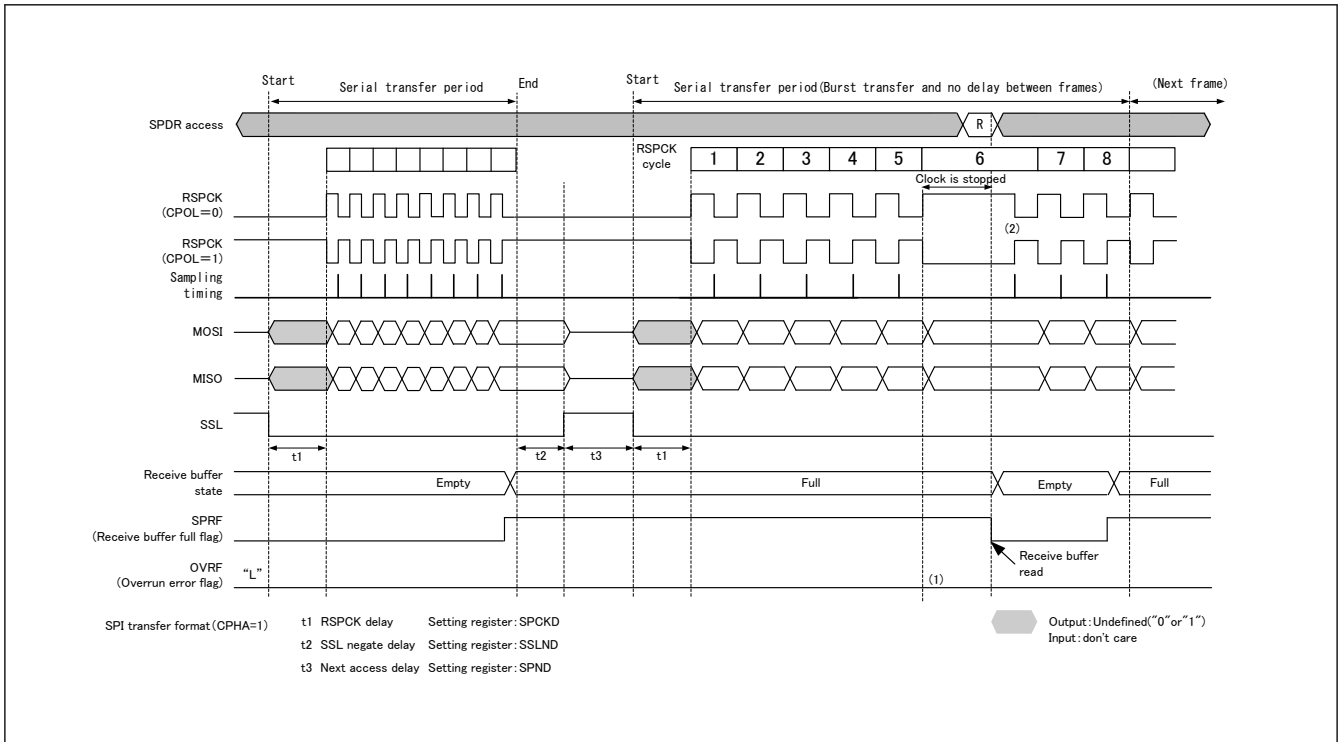 Start
Serial transfer period
End
Start
Serial transfer period(Burst transfer and no delay between frames)
(Next frame)
SPDR access
R
RSPCK
cycle
1 2 3 4 5 6 7 8
Clock is stopped
RSPCK
(CPOL=0)
(2)
RSPCK
(CPOL=1)
Sampling
timing
MOSI
MISO
SSL
t1 t2 t3 t1
Receive buffer
state
Empty Full Empty Full
SPRF
(Receive buffer full flag)
Receive buffer
read
OVRF
(Overrun error flag)
“L”
(1)
SPI transfer format(CPHA=1)
t1 RSPCK delay Setting register:SPCKD
t2 SSL negate delay Setting register:SSLND
t3 Next access delay Setting register:SPND
Output:Undefined("0"or"1")
Input:don't care